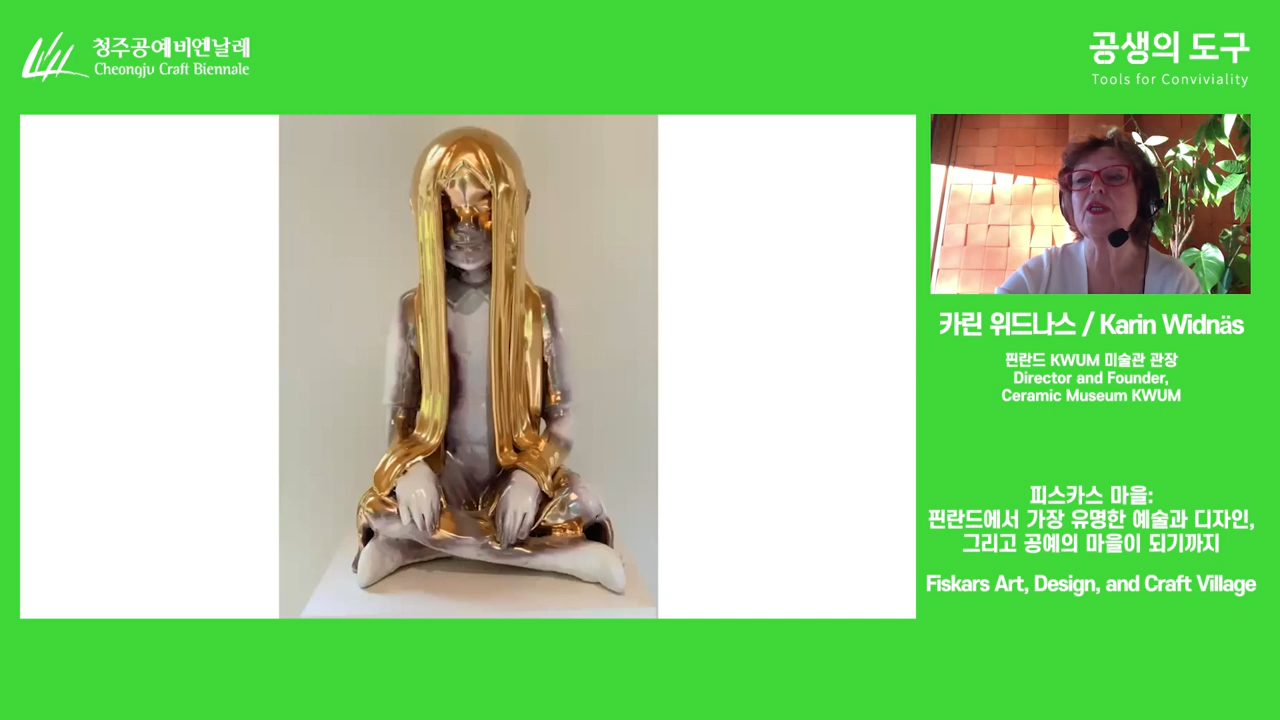 청주공예비엔날레
Cheongju Craft Biennale
공생의 도구
Tools for Conviviality
카린 위드나스 / Karin Widnäs
핀란드 KWUM 미술관 관장
Director and Founder,
Ceramic Museum KWUM
피스카스 마을:
핀란드에서 가장 유명한 예술과 디자인,
그리고 공예의 마을이 되기까지
Fiskars Art, Design, and Craft Village